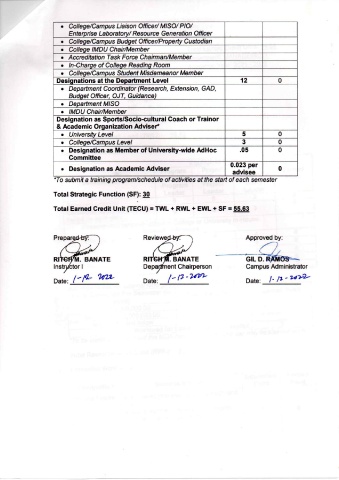 • College/Campus Liaison Officer/ MISO/ PIO/
Enterprise Laboratory/ Resource Generation Officer
• College/Campus Budget Officer/Property Custodian
• College IMDU Chair/Member
• Accreditation Task Force Chairman/Member
• In-Charge of College Reading Room
• College/Campus Student Misdemeanor Member
Designations at the Department Level 12 0
• Department Coordinator (Research, Extension, GAD,
Budget Officer, OJT, Guidance)
• Department MISO
• IMDU Chair/Member
Designation as Sports/Socio-cultural Coach or Trainor
& Academic Organization Adviser*
• University Level 5 0
• College/Campus Level 3 0
• Designation as Member of University-wide AdHoc
Committee .05 0
• Designation as Academic Adviser 0.023 per
advisee 0
*To submit a training program/schedule of activities at the start of each semester
Total Strategic Function (SF): 30
Total Earned Credit Unit (TECU) = TWL + RWL + EWL + SF = 55.63
Prepared by: Reviewed by: Approved by:
RITCH M. BANATE RITCH M. BANATE GIL D. RAMOS
Instructor I Department Chairperson Campus Administrator
Date: 1-12-2022 Date: 1-12-2022 Date: 1-12-2022